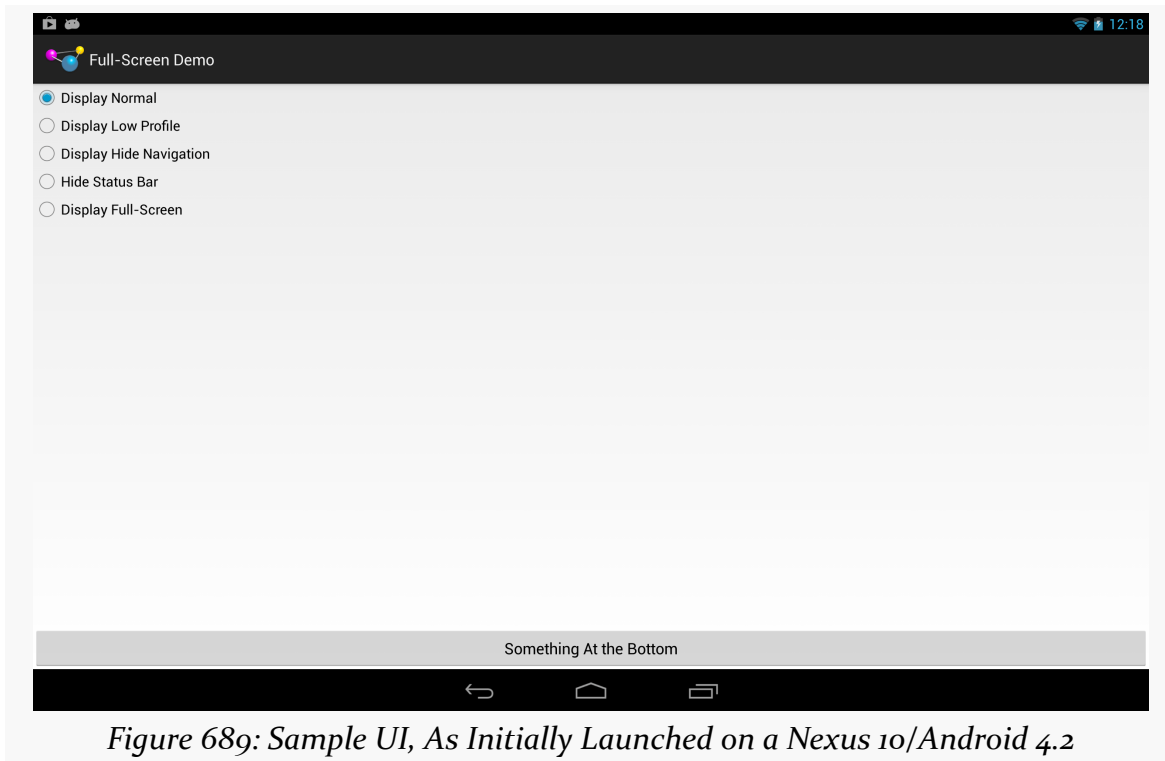 12:18
Full-Screen Demo
Display Normal
Display Low Profile
Display Hide Navigation
Hide Status Bar
Display Full-Screen
Something At the Bottom
Figure 689: Sample UI, As Initially Launched on a Nexus 10/Android 4.2